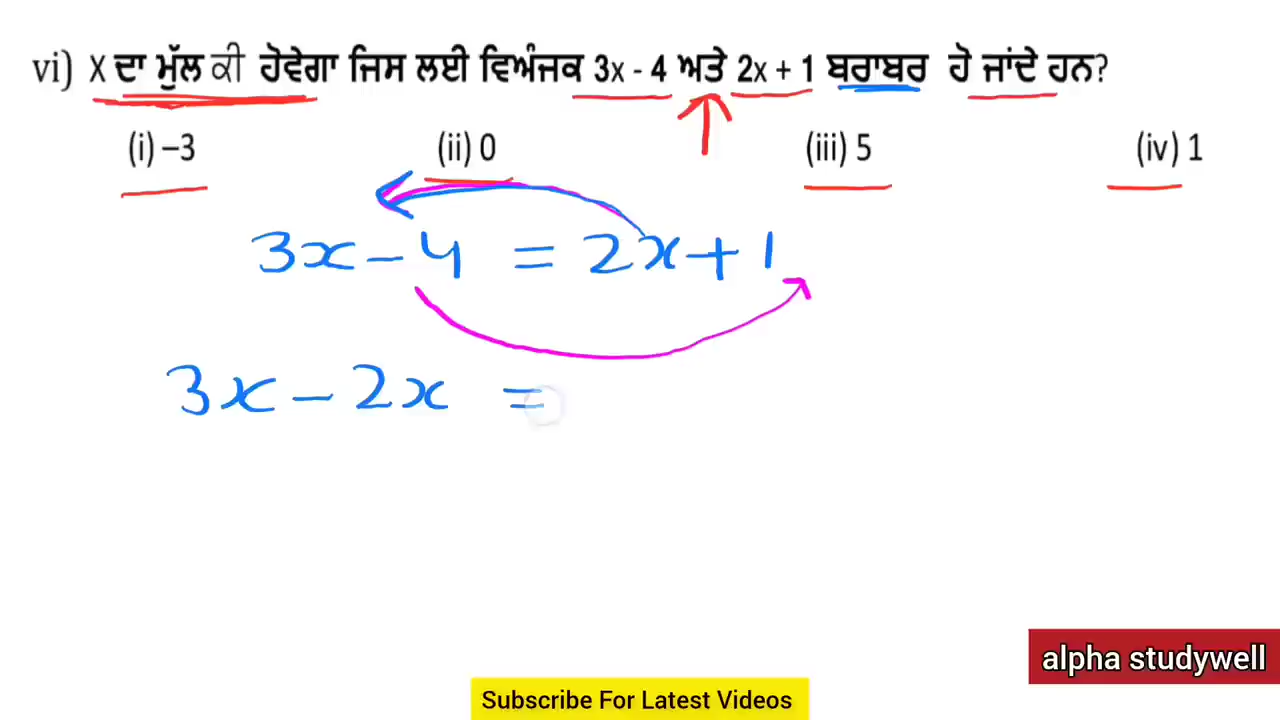 vi) X ਦਾ ਮੁੱਲ ਕੀ ਹੋਵੇਗਾ ਜਿਸ ਲਈ ਵਿਅੰਜਕ 3x - 4 ਅਤੇ 2x + 1 ਬਰਾਬਰ ਹੋ ਜਾਂਦੇ ਹਨ?
(i) –3 (ii) 0 (iii) 5 (iv) 1
3x - 4 = 2x + 1
3x - 2x =
alpha studywell
Subscribe For Latest Videos